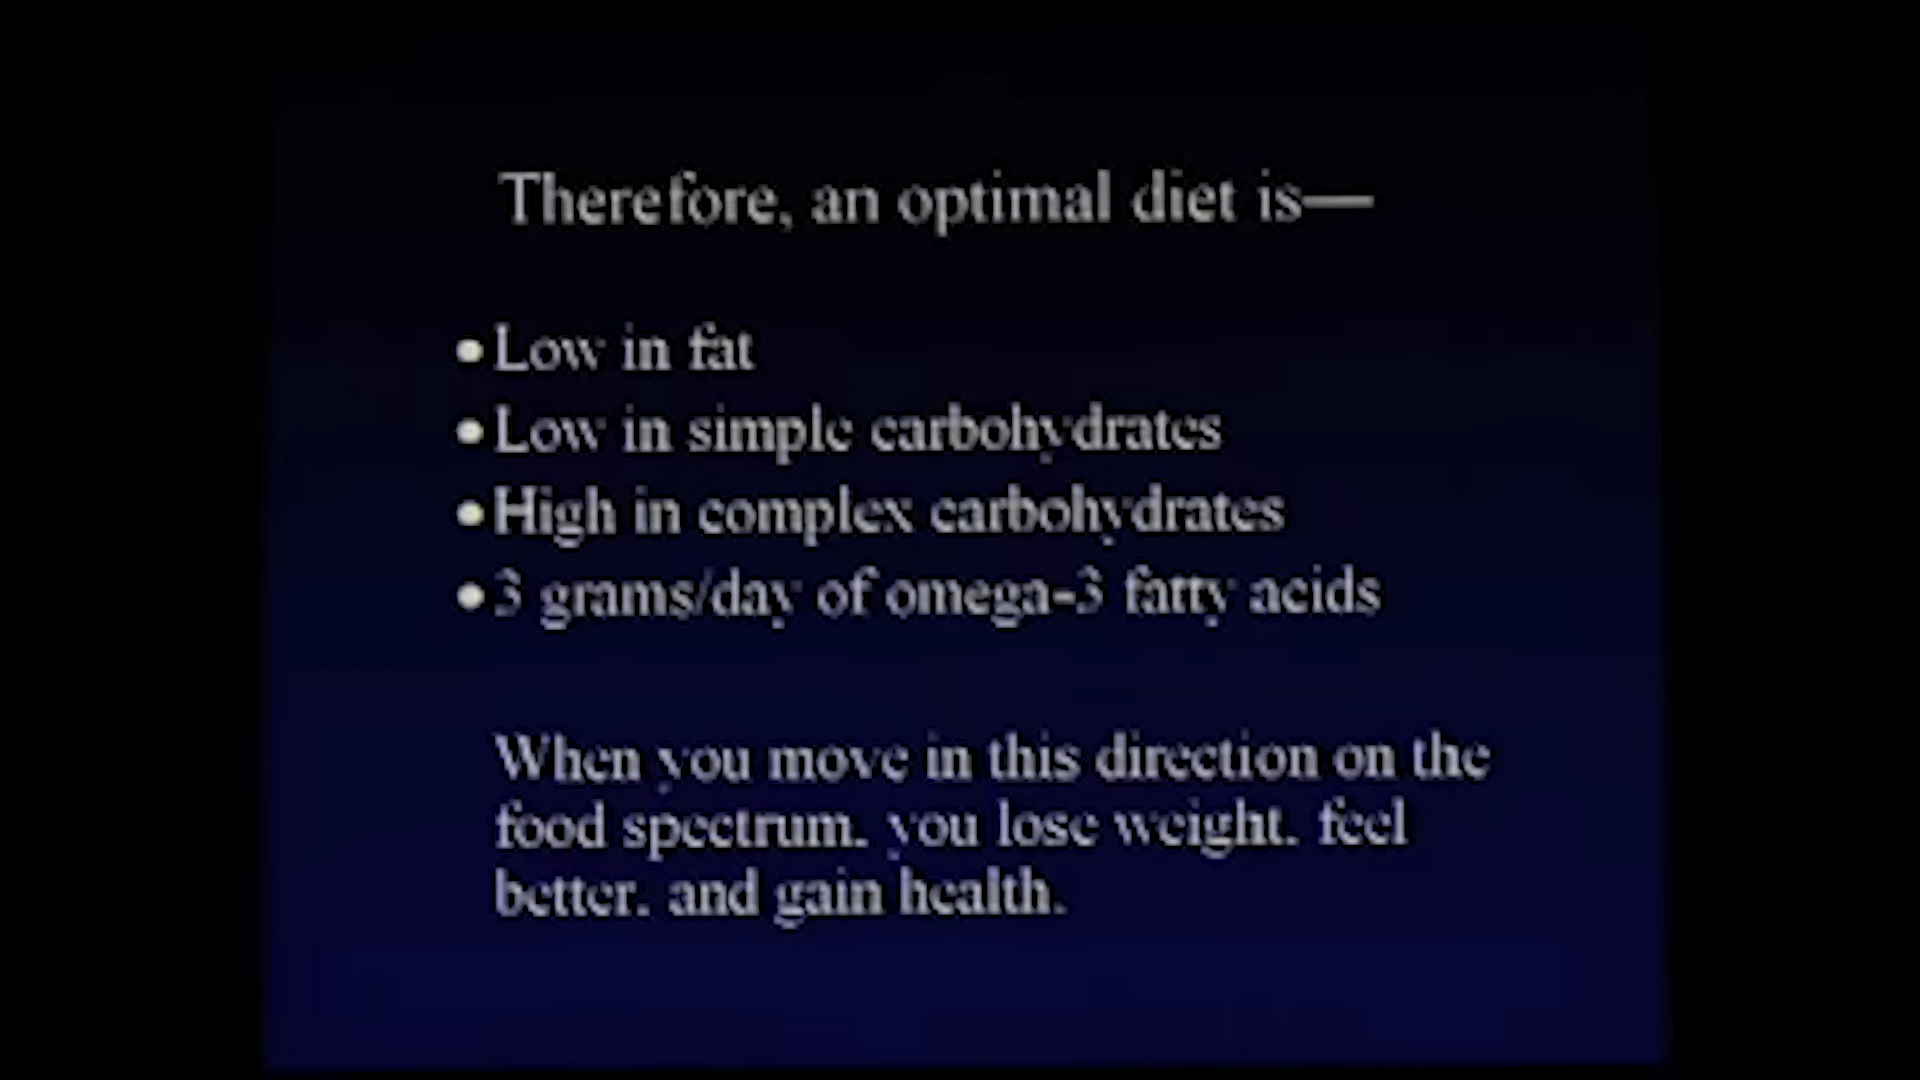 Therefore, an optimal diet is—
•Low in fat
•Low in simple carbohydrates
•High in complex carbohydrates
•3 grams/day of omega-3 fatty acids
When you move in this direction on the
food spectrum, you lose weight, feel
better, and gain health.